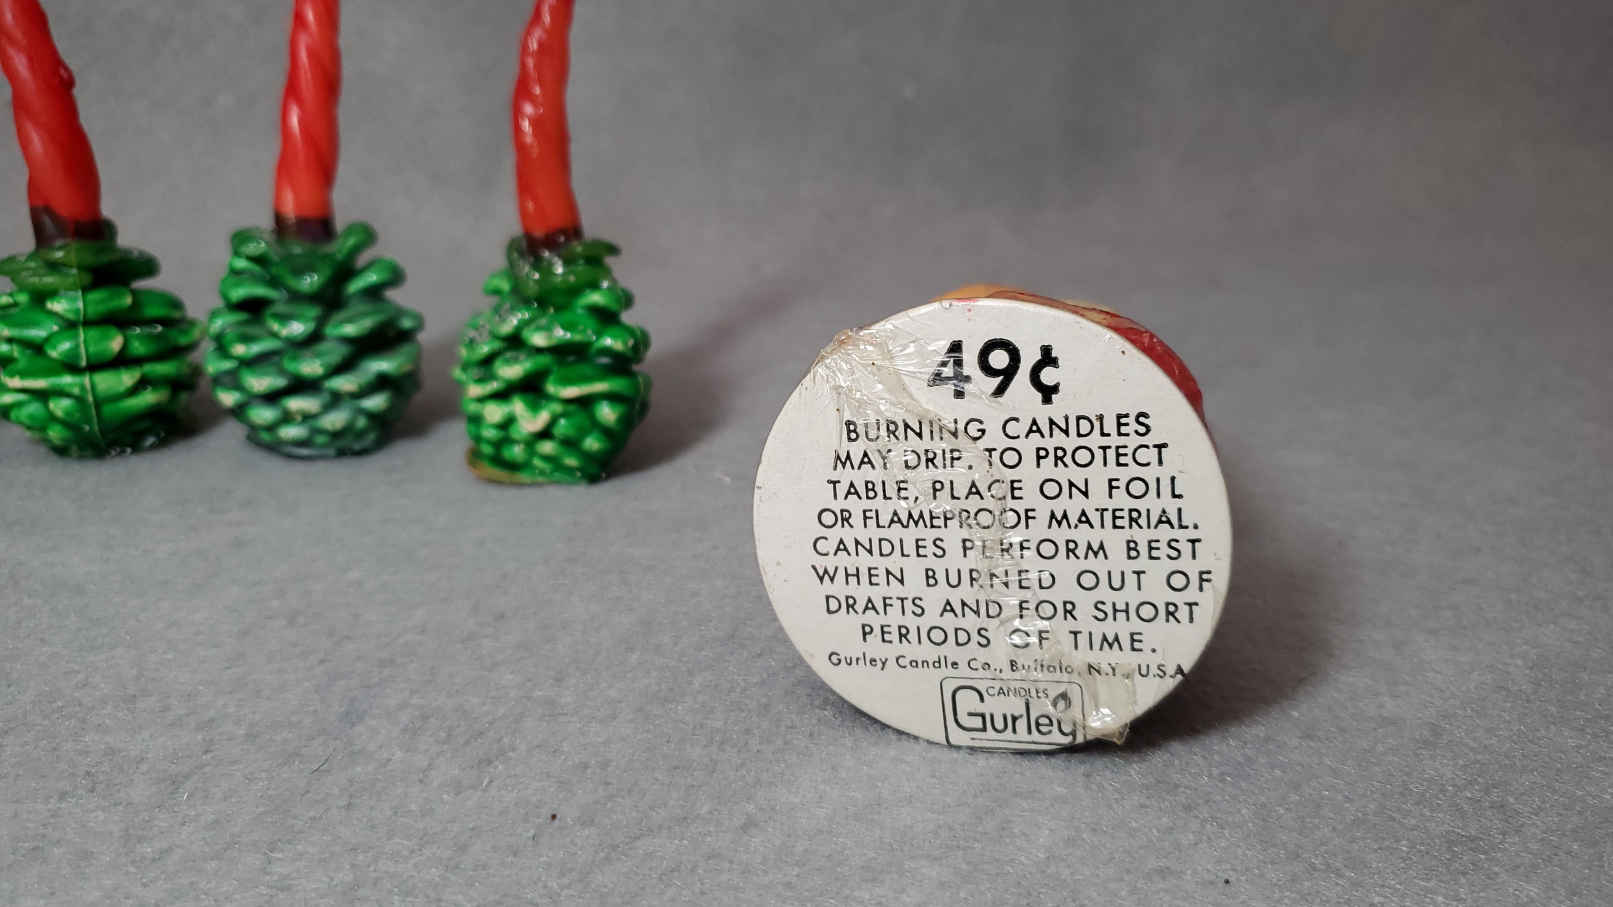 49¢
BURNING CANDLES
MAY DRIP. TO PROTECT
TABLE, PLACE ON FOIL
OR FLAMEPROOF MATERIAL.
CANDLES PERFORM BEST
WHEN BURNED OUT OF
DRAFTS AND FOR SHORT
PERIODS OF TIME.
Gurley Candle Co., Buffalo, N.Y., U.S.A
CANDLES
Gurley